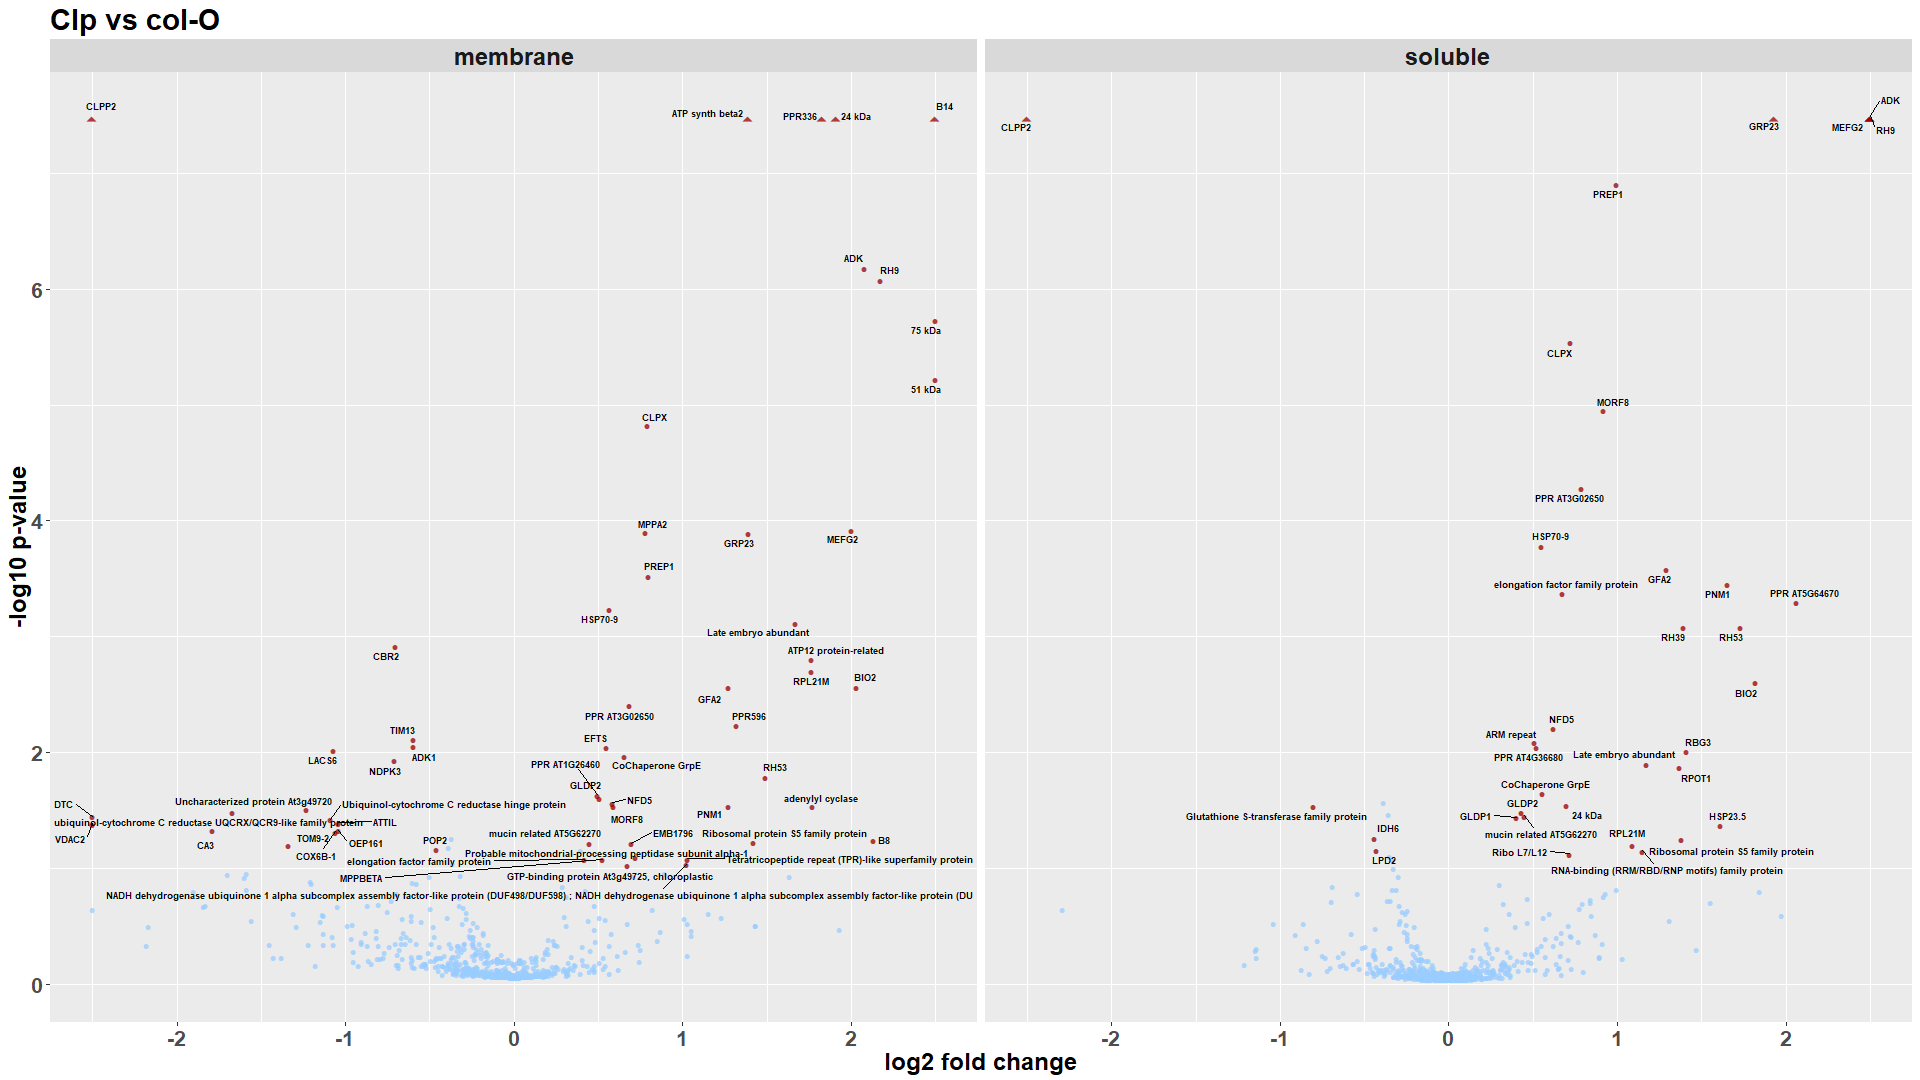 Clp vs col-O
membrane
soluble
-log10 p-value
6
4
2
0
CLPP2
ATP synth beta2
PPR336
24 kDa
B14
ADK
RH9
75 kDa
51 kDa
CLPX
MPPA2
GRP23
MEFG2
PREP1
HSP70-9
Late embryo abundant
CBR2
ATP12 protein-related
RPL21M
BIO2
GFA2
PPR AT3G02650
PPR596
TIM13
EFTS
LACS6
ADK1
NDPK3
PPR AT1G26460
CoChaperone GrpE
RH53
GLDP2
DTC
Uncharacterized protein At3g49720
Ubiquinol-cytochrome C reductase hinge protein
NFD5
adenylyl cyclase
PNM1
ubiquinol-cytochrome C reductase UQCRX/QCR9-like family protein
ATTIL
MORF8
VDAC2
CA3
TOM9-2
OEP161
POP2
mucin related AT5G62270
EMB1796
Ribosomal protein S5 family protein
B8
COX6B-1
elongation factor family protein
Probable mitochondrial-processing peptidase subunit alpha-1
Tetratricopeptide repeat (TPR)-like superfamily protein
MPPBETA
GTP-binding protein At3g49725, chloroplastic
NADH dehydrogenase ubiquinone 1 alpha subcomplex assembly factor-like protein (DUF498/DUF598) ; NADH dehydrogenase ubiquinone 1 alpha subcomplex assembly factor-like protein (DU
-2
-1
0
1
2
CLPP2
GRP23
ADK
MEFG2
RH9
PREP1
CLPX
MORF8
PPR AT3G02650
HSP70-9
GFA2
elongation factor family protein
PNM1
PPR AT5G64670
RH39
RH53
BIO2
NFD5
ARM repeat
RBG3
PPR AT4G36680
Late embryo abundant
RPOT1
CoChaperone GrpE
GLDP2
GLDP1
24 kDa
HSP23.5
Glutathione S-transferase family protein
IDH6
mucin related AT5G62270
RPL21M
LPD2
Ribo L7/L12
Ribosomal protein S5 family protein
RNA-binding (RRM/RBD/RNP motifs) family protein
-2
-1
0
1
2
log2 fold change